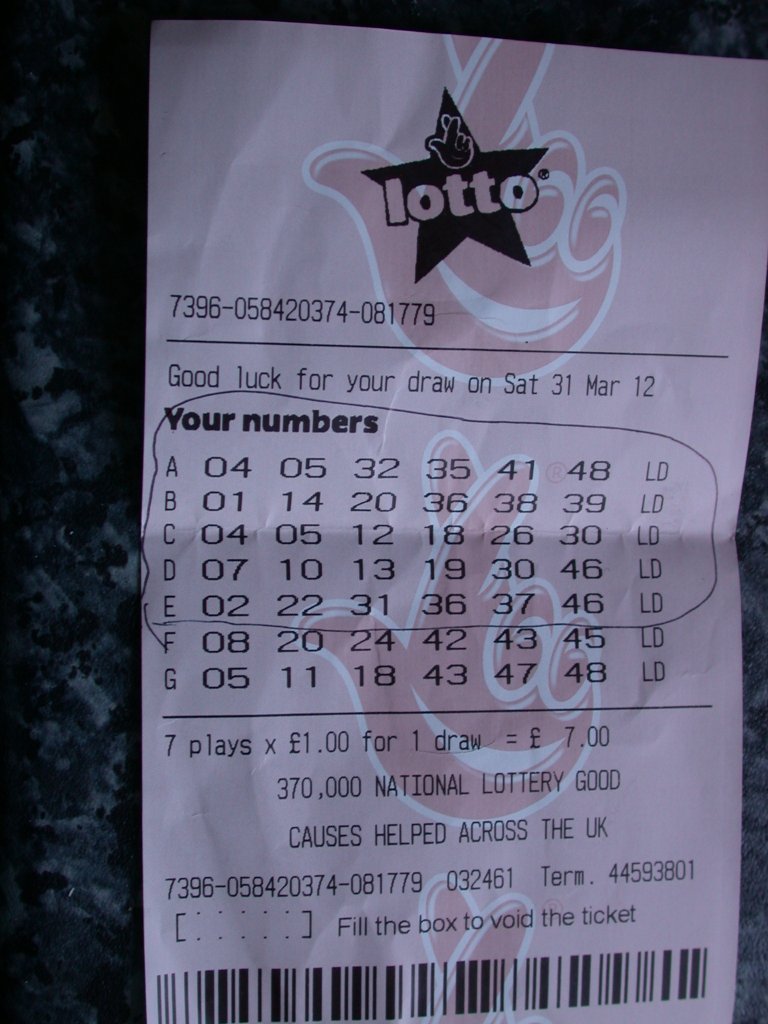 lotto®
7396-058420374-081779
Good luck for your draw on Sat 31 Mar 12
Your numbers
A 04 05 32 35 41 48 LD
B 01 14 20 36 38 39 LD
C 04 05 12 18 26 30 LD
D 07 10 13 19 30 46 LD
E 02 22 31 36 37 46 LD
F 08 20 24 42 43 45 LD
G 05 11 18 43 47 48 LD
7 plays x £1.00 for 1 draw = £ 7.00
370,000 NATIONAL LOTTERY GOOD
CAUSES HELPED ACROSS THE UK
7396-058420374-081779 032461 Term. 44593801
[ : : : : : ] Fill the box to void the ticket